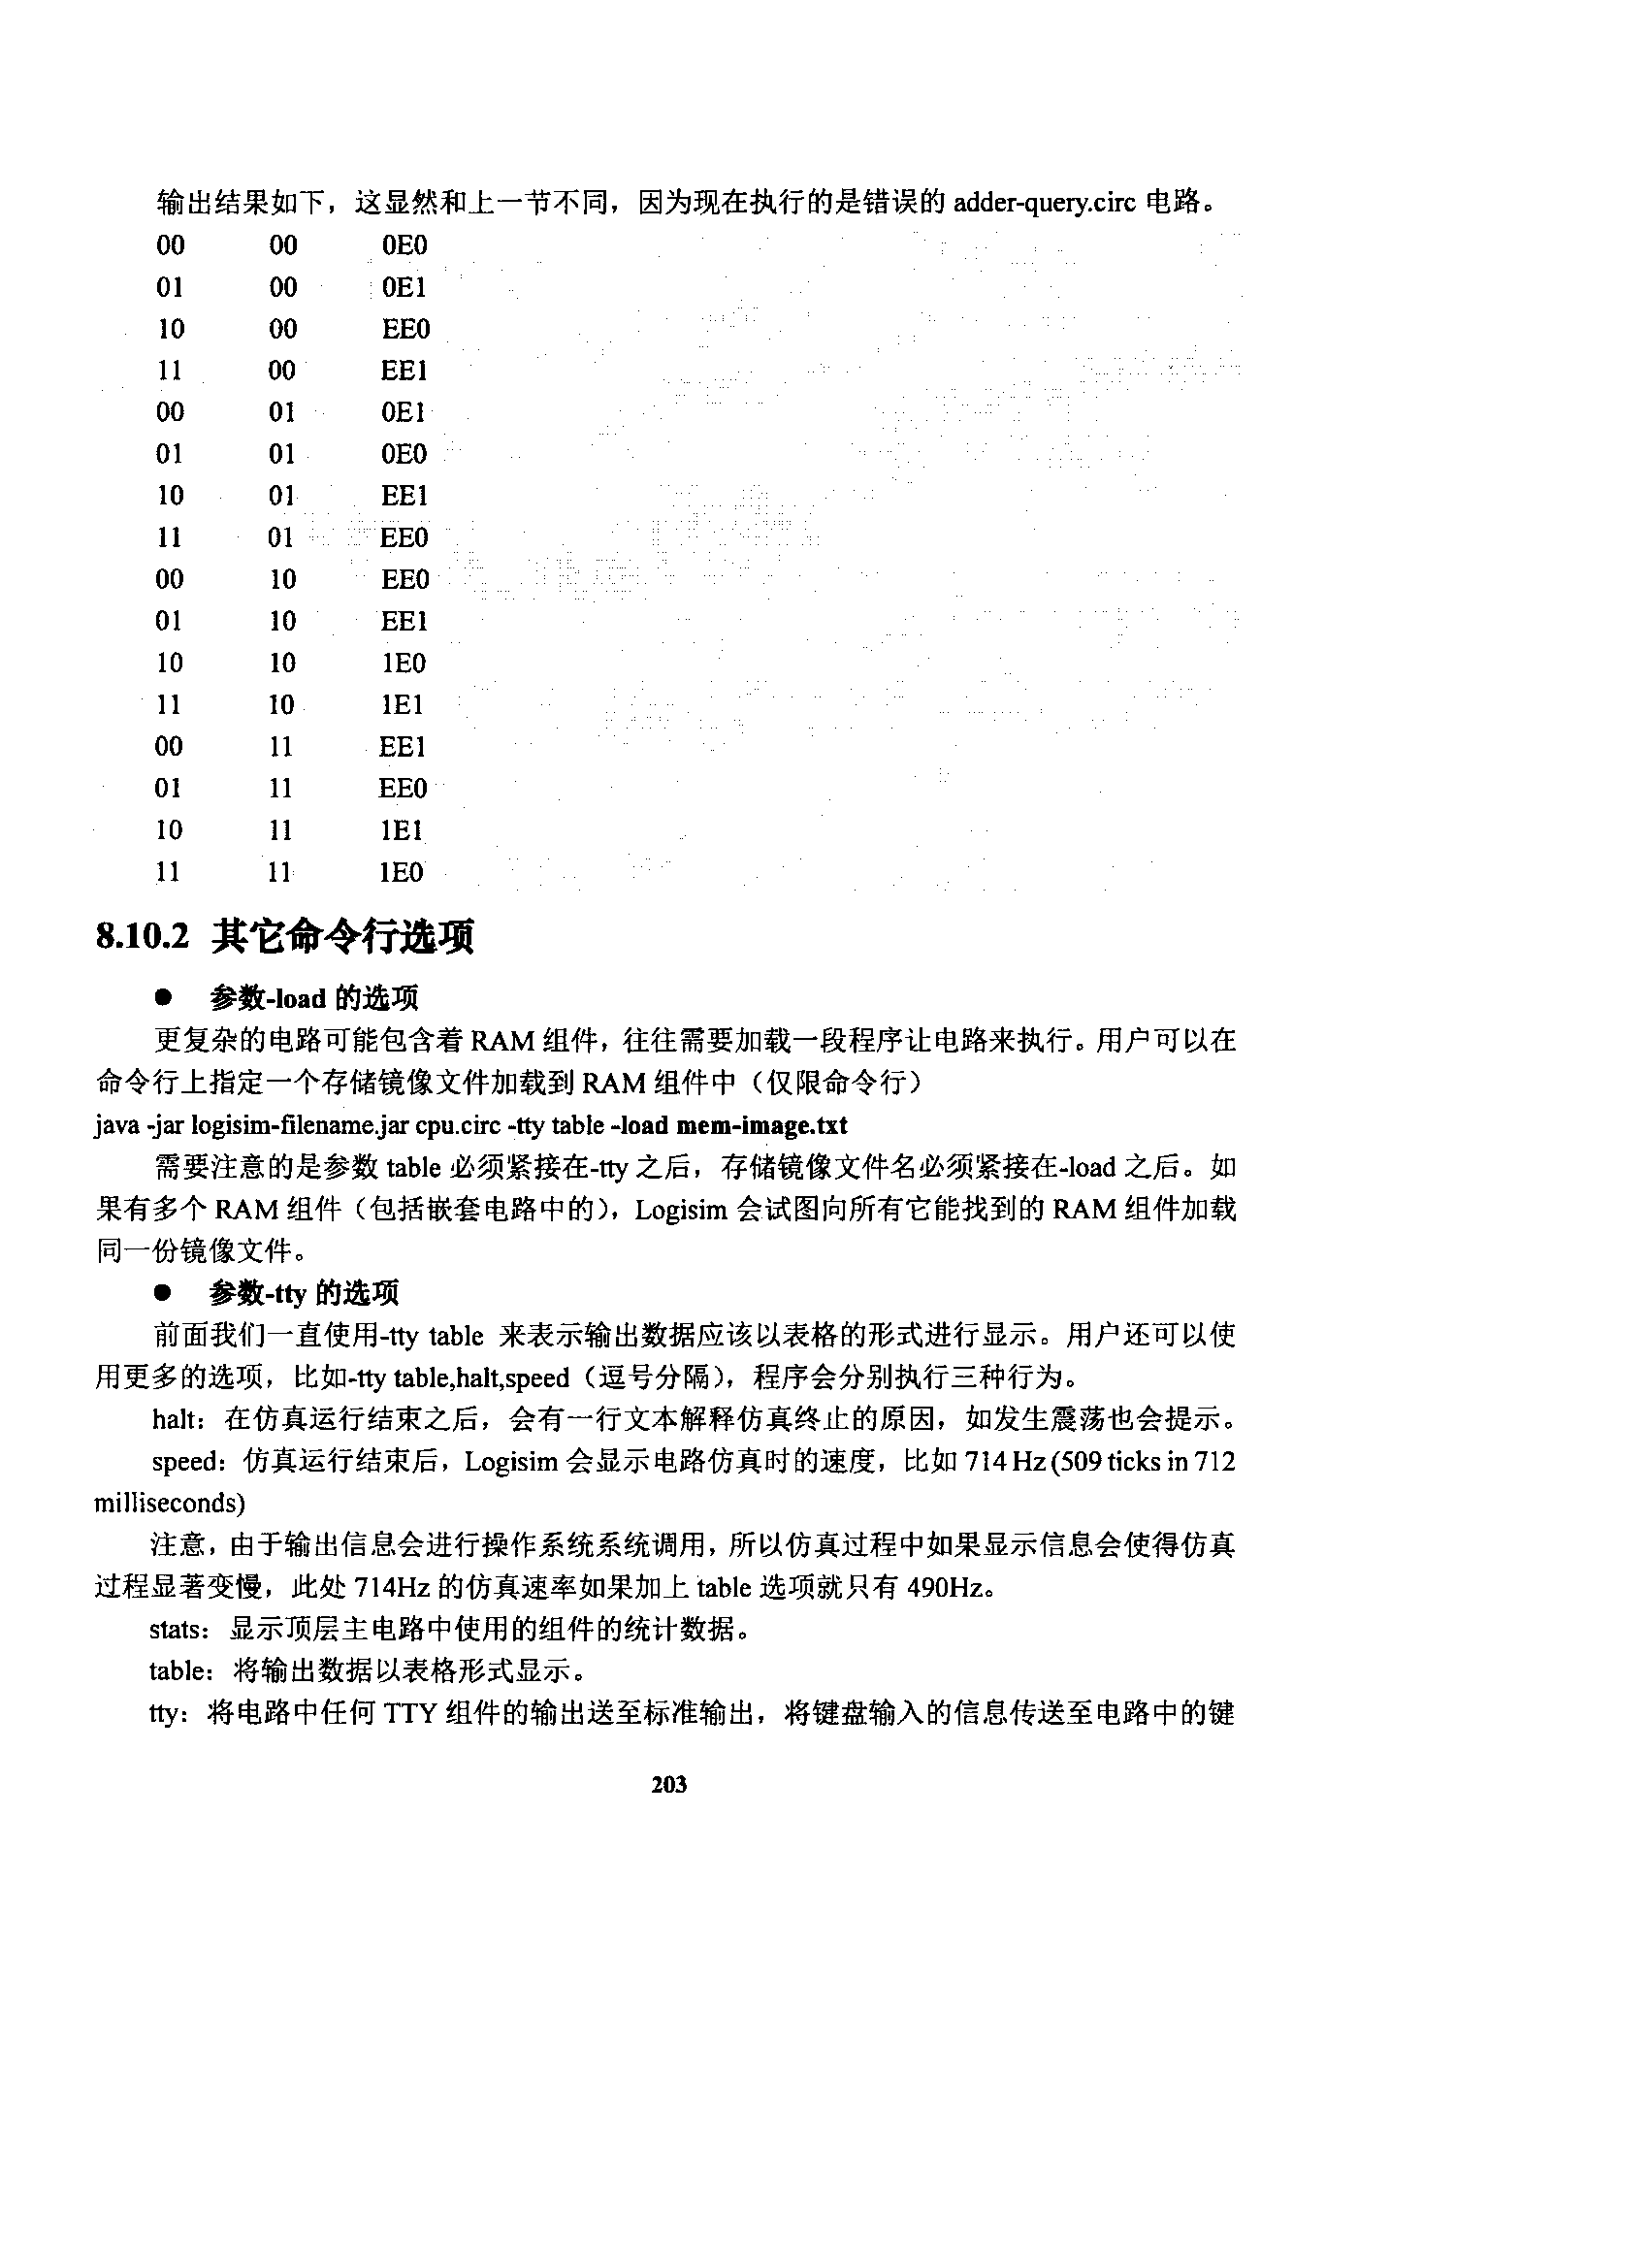 输出结果如下，这显然和上一节不同，因为现在执行的是错误的 adder-query.circ 电路。
00 00 0E0
01 00 0E1
10 00 EE0
11 00 EE1
00 01 0E1
01 01 0E0
10 01 EE1
11 01 EE0
00 10 EE0
01 10 EE1
10 10 1E0
11 10 1E1
00 11 EE1
01 11 EE0
10 11 1E1
11 11 1E0
8.10.2 其它命令行选项
● 参数-load 的选项
更复杂的电路可能包含着 RAM 组件，往往需要加载一段程序让电路来执行。用户可以在
命令行上指定一个存储镜像文件加载到 RAM 组件中（仅限命令行）
java -jar logisim-filename.jar cpu.circ -tty table -load mem-image.txt
需要注意的是参数 table 必须紧接在-tty 之后，存储镜像文件名必须紧接在-load 之后。如
果有多个 RAM 组件（包括嵌套电路中的），Logisim 会试图向所有它能找到的 RAM 组件加载
同一份镜像文件。
● 参数-tty 的选项
前面我们一直使用-tty table 来表示输出数据应该以表格的形式进行显示。用户还可以使
用更多的选项，比如-tty table,halt,speed（逗号分隔），程序会分别执行三种行为。
halt：在仿真运行结束之后，会有一行文本解释仿真终止的原因，如发生震荡也会提示。
speed：仿真运行结束后，Logisim 会显示电路仿真时的速度，比如 714 Hz (509 ticks in 712
milliseconds)
注意，由于输出信息会进行操作系统系统调用，所以仿真过程中如果显示信息会使得仿真
过程显著变慢，此处 714Hz 的仿真速率如果加上 table 选项就只有 490Hz。
stats：显示顶层主电路中使用的组件的统计数据。
table：将输出数据以表格形式显示。
tty：将电路中任何 TTY 组件的输出送至标准输出，将键盘输入的信息传送至电路中的键
203